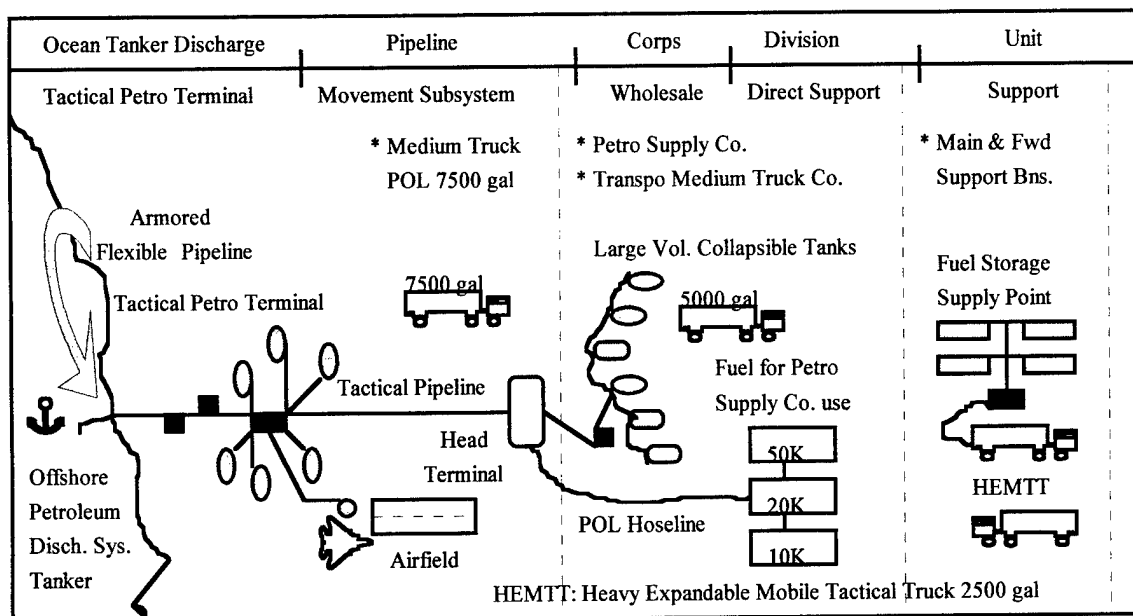 Ocean Tanker Discharge
Pipeline
Corps
Division
Unit
Tactical Petro Terminal
Movement Subsystem
Wholesale
Direct Support
Support
* Medium Truck
POL 7500 gal
* Petro Supply Co.
* Transpo Medium Truck Co.
* Main & Fwd
Support Bns.
Armored
Flexible Pipeline
Tactical Petro Terminal
7500 gal
Large Vol. Collapsible Tanks
5000 gal
Fuel Storage
Supply Point
Tactical Pipeline
Fuel for Petro
Supply Co. use
Head
Terminal
50K
20K
10K
HEMTT
Offshore
Petroleum
Disch. Sys.
Tanker
Airfield
POL Hoseline
HEMTT: Heavy Expandable Mobile Tactical Truck 2500 gal